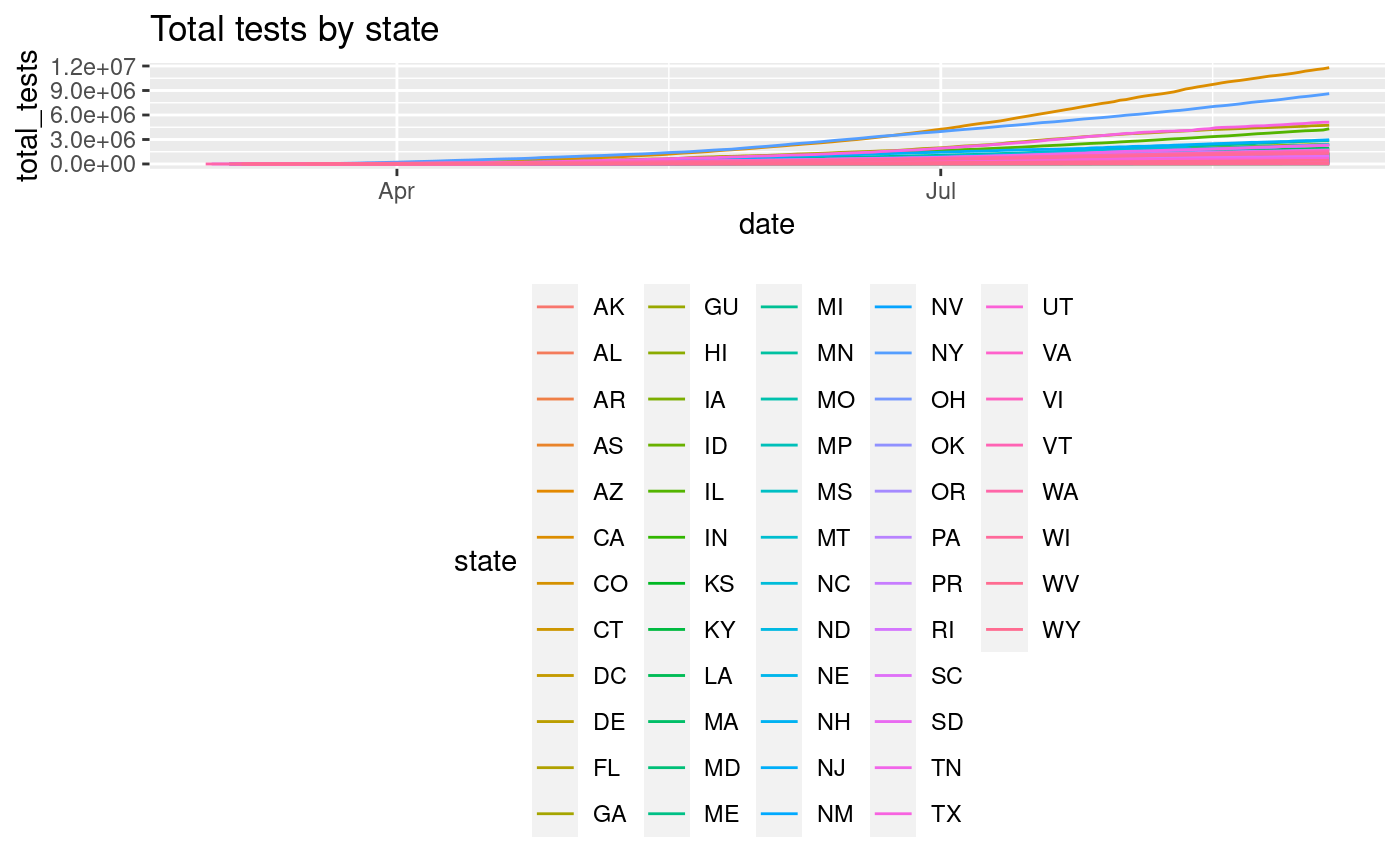 Total tests by state
total_tests
1.2e+07
9.0e+06
6.0e+06
3.0e+06
0.0e+00
Apr Jul
date
state
AK GU MI NV UT
AL HI MN NY VA
AR IA MO OH VI
AS ID MP OK VT
AZ IL MS OR WA
CA IN MT PA WI
CO KS NC PR WV
CT KY ND RI WY
DC LA NE SC
DE MA NH SD
FL MD NJ TN
GA ME NM TX